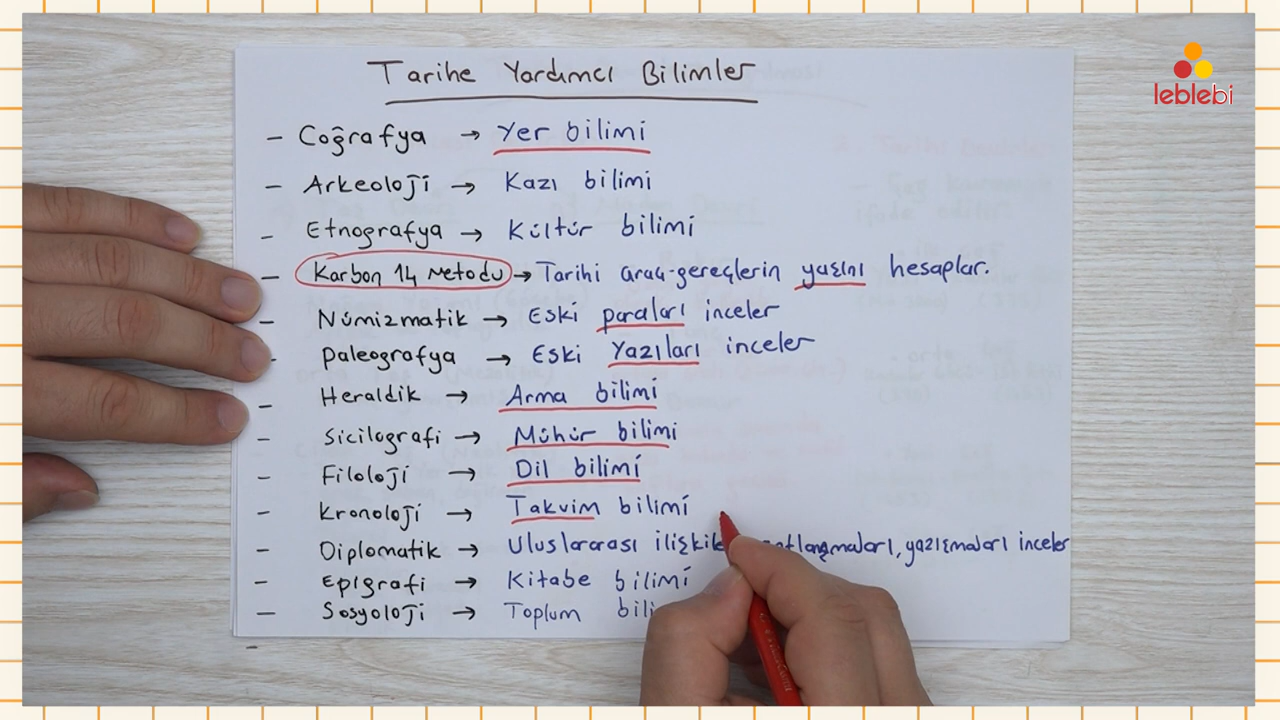 leblebi
Tarihe Yardımcı Bilimler
- Coğrafya → Yer bilimi
- Arkeoloji → Kazı bilimi
- Etnografya → Kültür bilimi
- Karbon 14 Metodu → Tarihi araç-gereçlerin yaşını hesaplar.
- Nümizmatik → Eski paraları inceler
- Paleografya → Eski Yazıları inceler
- Heraldik → Arma bilimi
- Sicilografi → Mühür bilimi
- Filoloji → Dil bilimi
- Kronoloji → Takvim bilimi
- Diplomatik → Uluslararası yazışmaları inceler
- Epigrafi → Kitabe bilimi
- Sosyoloji → Toplum